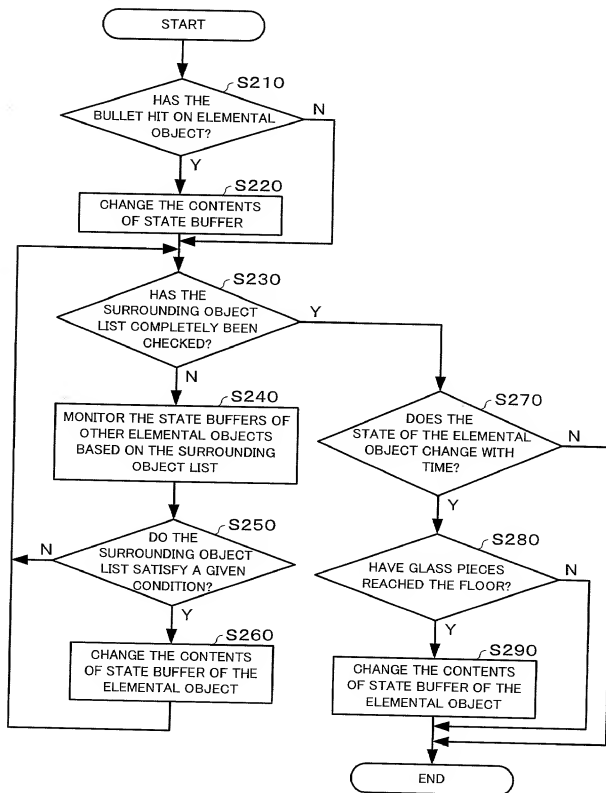 START
S210
HAS THE
BULLET HIT ON ELEMENTAL
OBJECT?
N
Y
S220
CHANGE THE CONTENTS
OF STATE BUFFER
S230
HAS THE
SURROUNDING OBJECT
LIST COMPLETELY BEEN
CHECKED?
Y
N
S240
MONITOR THE STATE BUFFERS OF
OTHER ELEMENTAL OBJECTS
BASED ON THE SURROUNDING
OBJECT LIST
S250
DO THE
SURROUNDING OBJECT
LIST SATISFY A GIVEN
CONDITION?
N
Y
S260
CHANGE THE CONTENTS
OF STATE BUFFER OF THE
ELEMENTAL OBJECT
S270
DOES THE
STATE OF THE ELEMENTAL
OBJECT CHANGE WITH
TIME?
N
Y
S280
HAVE GLASS PIECES
REACHED THE FLOOR?
N
Y
S290
CHANGE THE CONTENTS
OF STATE BUFFER OF THE
ELEMENTAL OBJECT
END